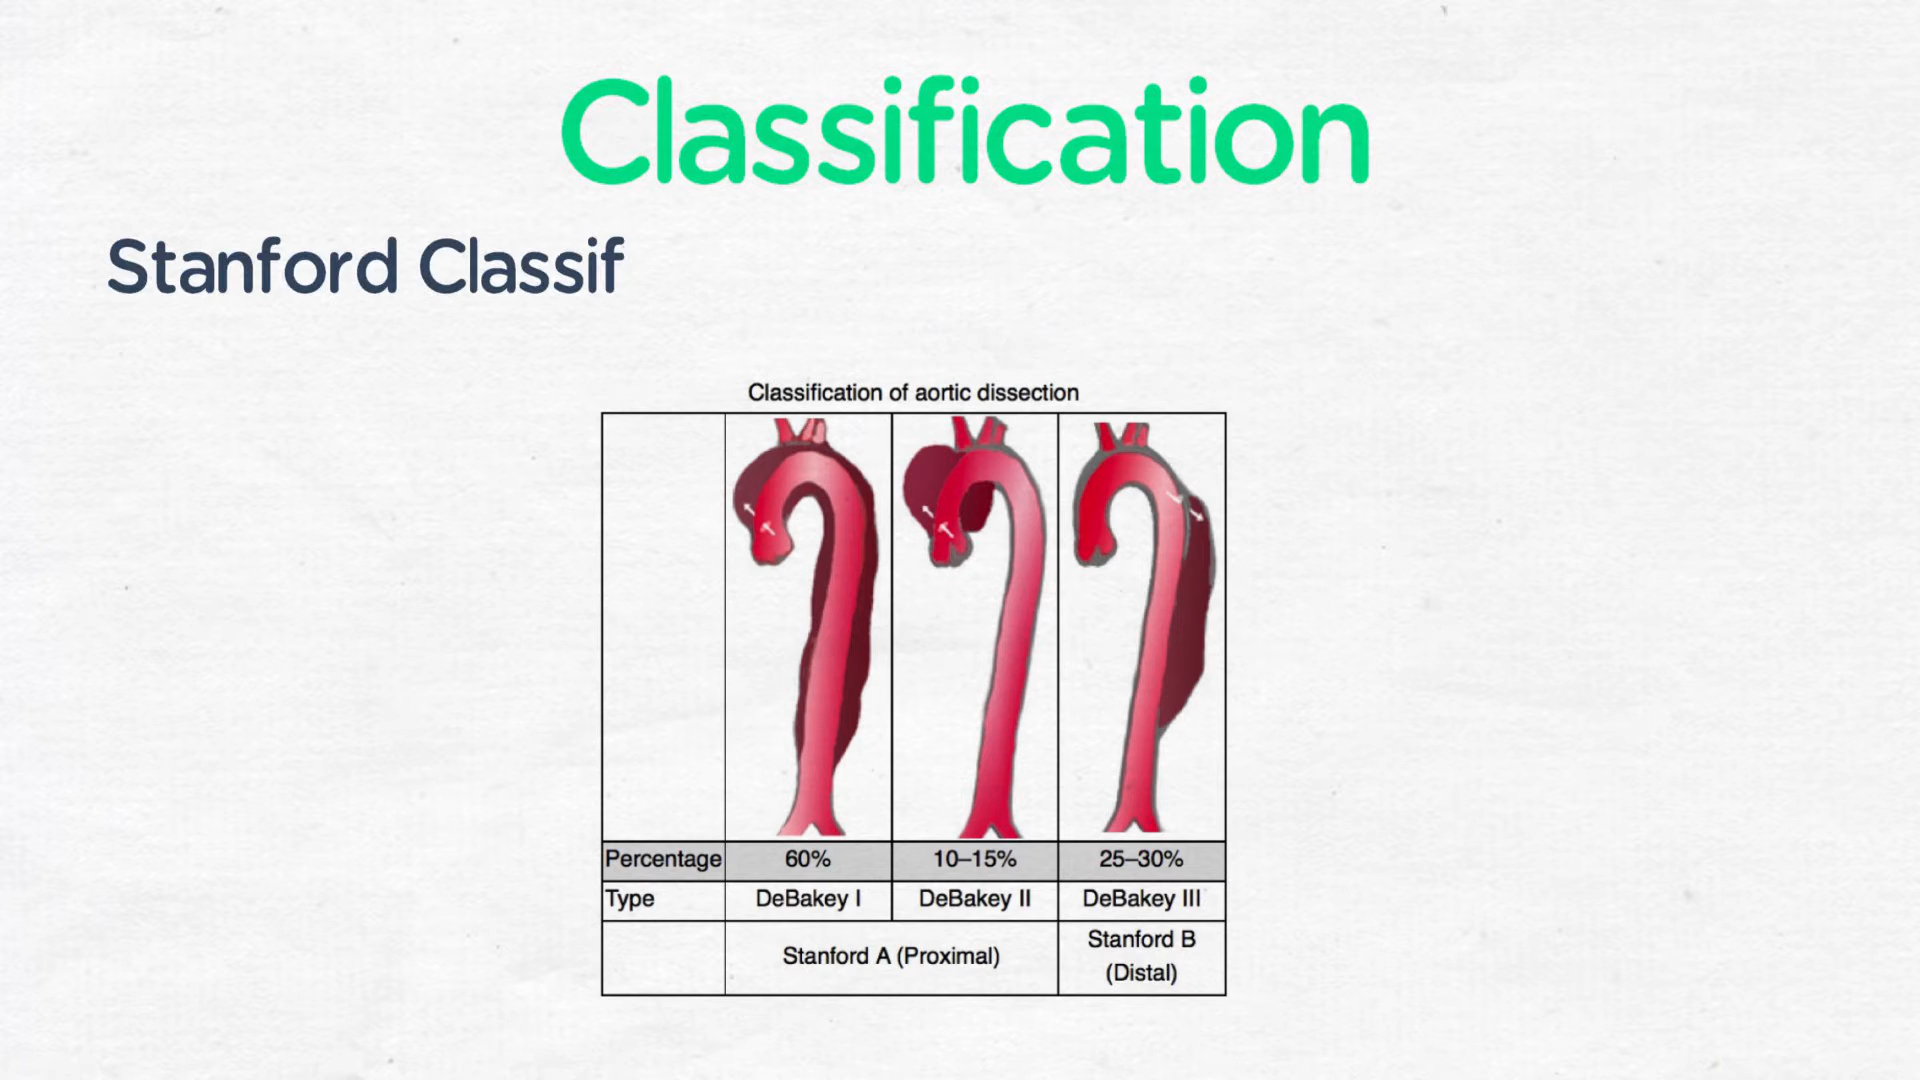 Classification
Stanford Classif
Classification of aortic dissection
Percentage 60% 10–15% 25–30%
Type DeBakey I DeBakey II DeBakey III
Stanford A (Proximal) Stanford B
(Distal)